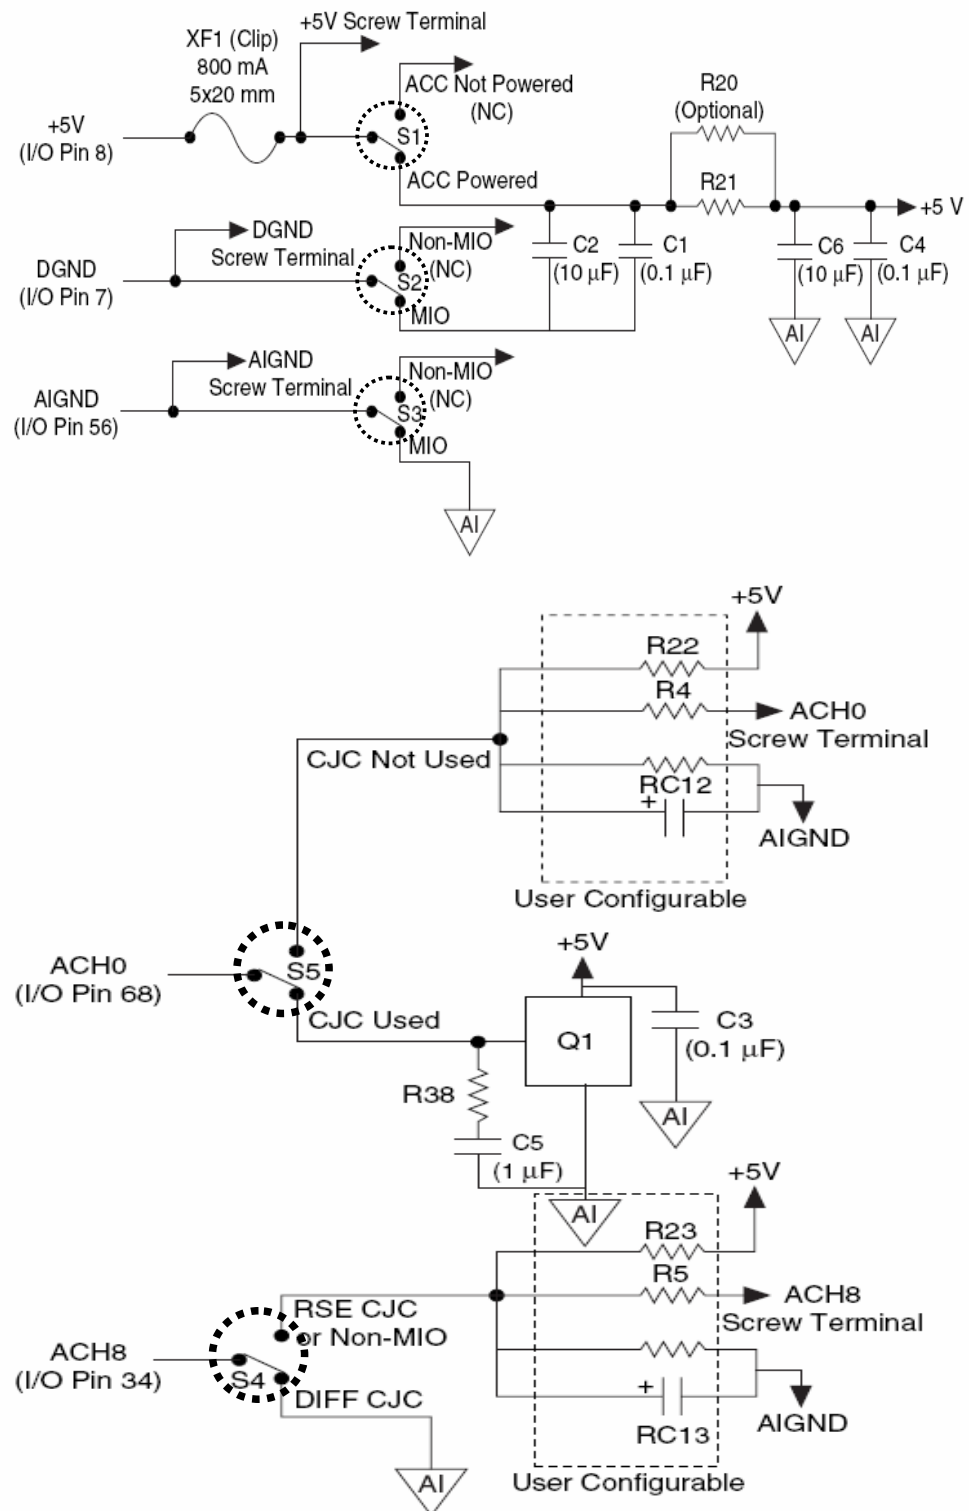 +5V Screw Terminal
XF1 (Clip)
800 mA
5x20 mm
+5V
(I/O Pin 8)
ACC Not Powered
(NC)
S1
ACC Powered
R20
(Optional)
R21
+5 V
C2
(10 µF)
C1
(0.1 µF)
C6
(10 µF)
C4
(0.1 µF)
AI
AI
DGND
Screw Terminal
DGND
(I/O Pin 7)
Non-MIO
(NC)
S2
MIO
AIGND
Screw Terminal
AIGND
(I/O Pin 56)
Non-MIO
(NC)
S3
MIO
AI
+5V
R22
R4
ACH0
Screw Terminal
CJC Not Used
RC12
+
AIGND
User Configurable
ACH0
(I/O Pin 68)
S5
CJC Used
+5V
Q1
C3
(0.1 µF)
AI
R38
C5
(1 µF)
AI
+5V
R23
R5
ACH8
Screw Terminal
RSE CJC
or Non-MIO
ACH8
(I/O Pin 34)
S4
DIFF CJC
AI
+
RC13
AIGND
User Configurable